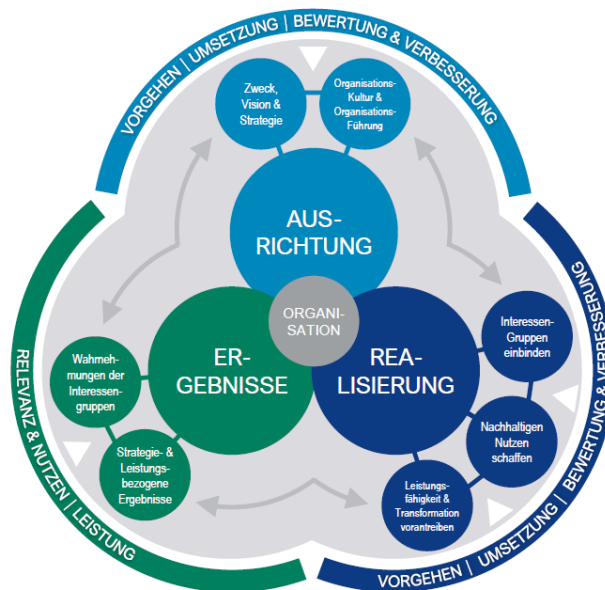 VORGEHEN | UMSETZUNG | BEWERTUNG & VERBESSERUNG
Zweck,
Vision &
Strategie
Organisations-
Kultur &
Organisations-
Führung
AUS-
RICHTUNG
ORGANI-
SATION
ER-
GEBNISSE
REA-
LISIERUNG
Interessen-
Gruppen
einbinden
Nachhaltigen
Nutzen
schaffen
Leistungs-
fähigkeit &
Transformation
vorantreiben
Wahrneh-
mungen der
Interessen-
gruppen
Strategie- &
Leistungs-
bezogene
Ergebnisse
RELEVANZ & NUTZEN | LEISTUNG
VORGEHEN | UMSETZUNG | BEWERTUNG & VERBESSERUNG